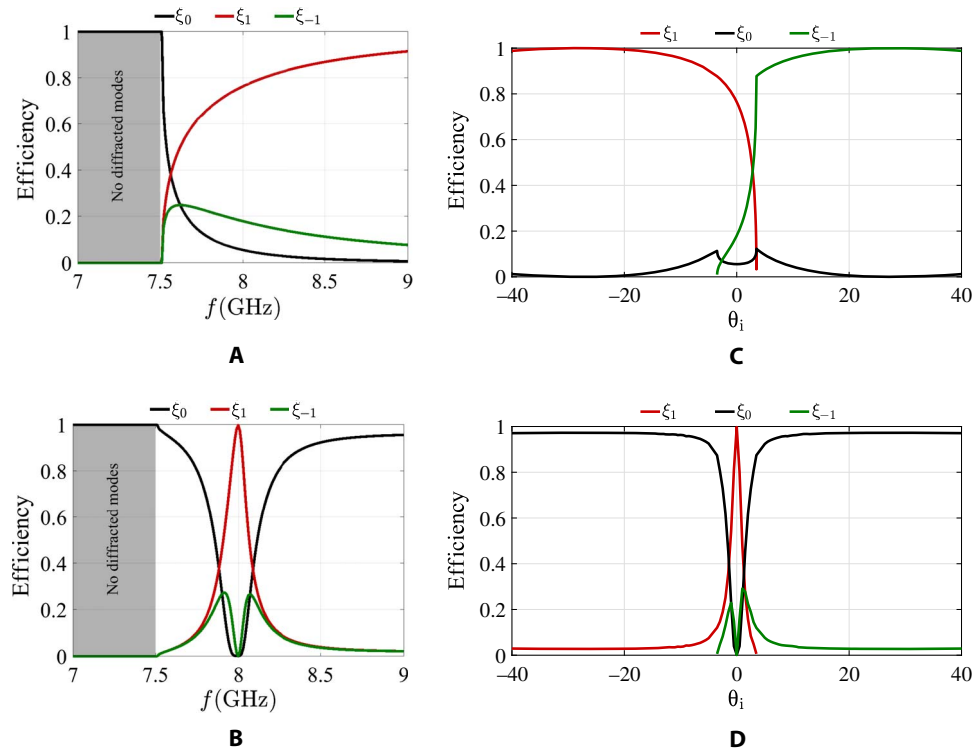 ξ0 ξ1 ξ−1
1
0.8
0.6
0.4
0.2
0
Efficiency
No diffracted modes
7 7.5 8 8.5 9
f(GHz)
A
ξ1 ξ0 ξ−1
1
0.8
0.6
0.4
0.2
0
Efficiency
−40 −20 0 20 40
θi
C
ξ0 ξ1 ξ−1
1
0.8
0.6
0.4
0.2
0
Efficiency
No diffracted modes
7 7.5 8 8.5 9
f(GHz)
B
ξ1 ξ0 ξ−1
1
0.8
0.6
0.4
0.2
0
Efficiency
−40 −20 0 20 40
θi
D